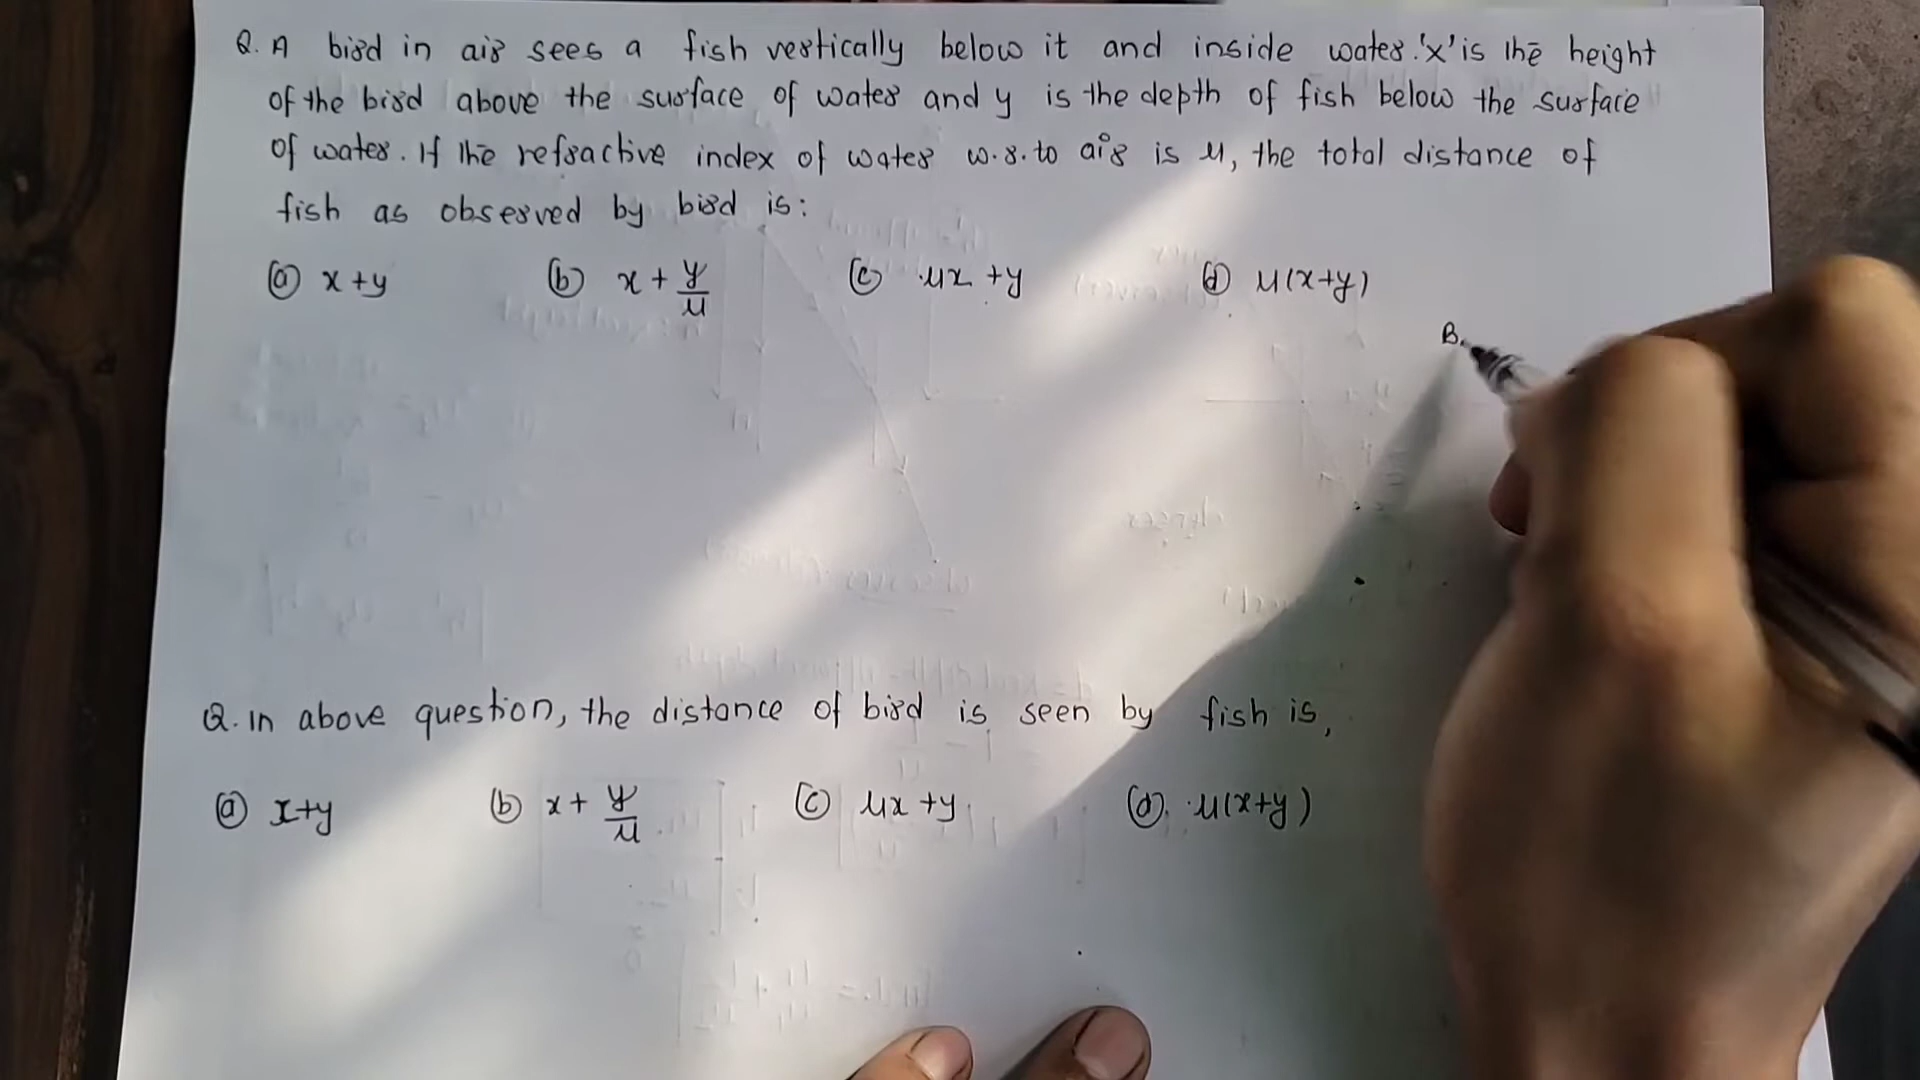 Q. A bird in air sees a fish vertically below it and inside water. 'x' is the height
of the bird above the surface of water and y is the depth of fish below the surface
of water. If the refractive index of water w.r.to air is μ, the total distance of
fish as observed by bird is:
(a) x+y (b) x + y/μ (c) μx + y (d) μ(x+y)
B.
Q. In above question, the distance of bird is seen by fish is,
(a) x+y (b) x + y/μ (c) μx + y (d). μ(x+y)